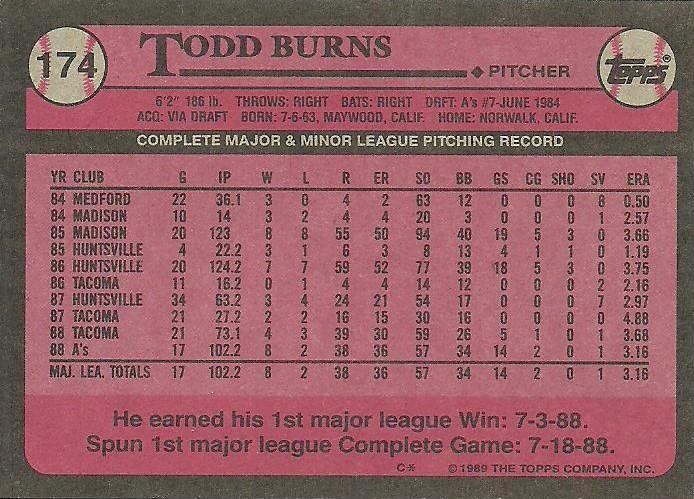 174
TODD BURNS
PITCHER
TOPPS®
6'2" 186 lb. THROWS: RIGHT BATS: RIGHT DRFT: A's #7-JUNE 1984
ACQ: VIA DRAFT BORN: 7-6-63, MAYWOOD, CALIF. HOME: NORWALK, CALIF.
COMPLETE MAJOR & MINOR LEAGUE PITCHING RECORD
YR CLUB G IP W L R ER SO BB GS CG SHO SV ERA
84 MEDFORD 22 36.1 3 0 4 2 63 12 0 0 0 8 0.50
84 MADISON 10 14 3 2 4 4 20 3 0 0 0 1 2.57
85 MADISON 20 123 8 8 55 50 94 40 19 5 3 0 3.66
85 HUNTSVILLE 4 22.2 3 1 6 3 8 13 4 1 1 0 1.19
86 HUNTSVILLE 20 124.2 7 7 59 52 77 39 18 5 3 0 3.75
86 TACOMA 11 16.2 0 1 4 4 14 12 0 0 0 2 2.16
87 HUNTSVILLE 34 63.2 3 4 24 21 54 17 0 0 0 7 2.97
87 TACOMA 21 27.2 2 2 16 15 30 16 0 0 0 0 4.88
88 TACOMA 21 73.1 4 3 39 30 59 26 5 1 0 1 3.68
88 A's 17 102.2 8 2 38 36 57 34 14 2 0 1 3.16
MAJ. LEA. TOTALS 17 102.2 8 2 38 36 57 34 14 2 0 1 3.16
He earned his 1st major league Win: 7-3-88.
Spun 1st major league Complete Game: 7-18-88.
C* © 1989 THE TOPPS COMPANY, INC.